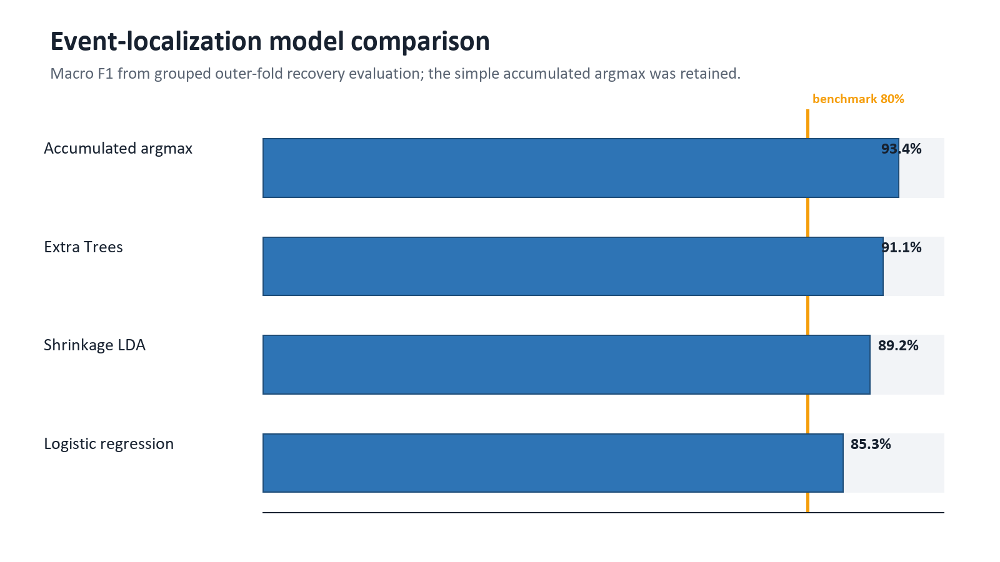 Event-localization model comparison
Macro F1 from grouped outer-fold recovery evaluation; the simple accumulated argmax was retained.
benchmark 80%
Accumulated argmax
93.4%
Extra Trees
91.1%
Shrinkage LDA
89.2%
Logistic regression
85.3%